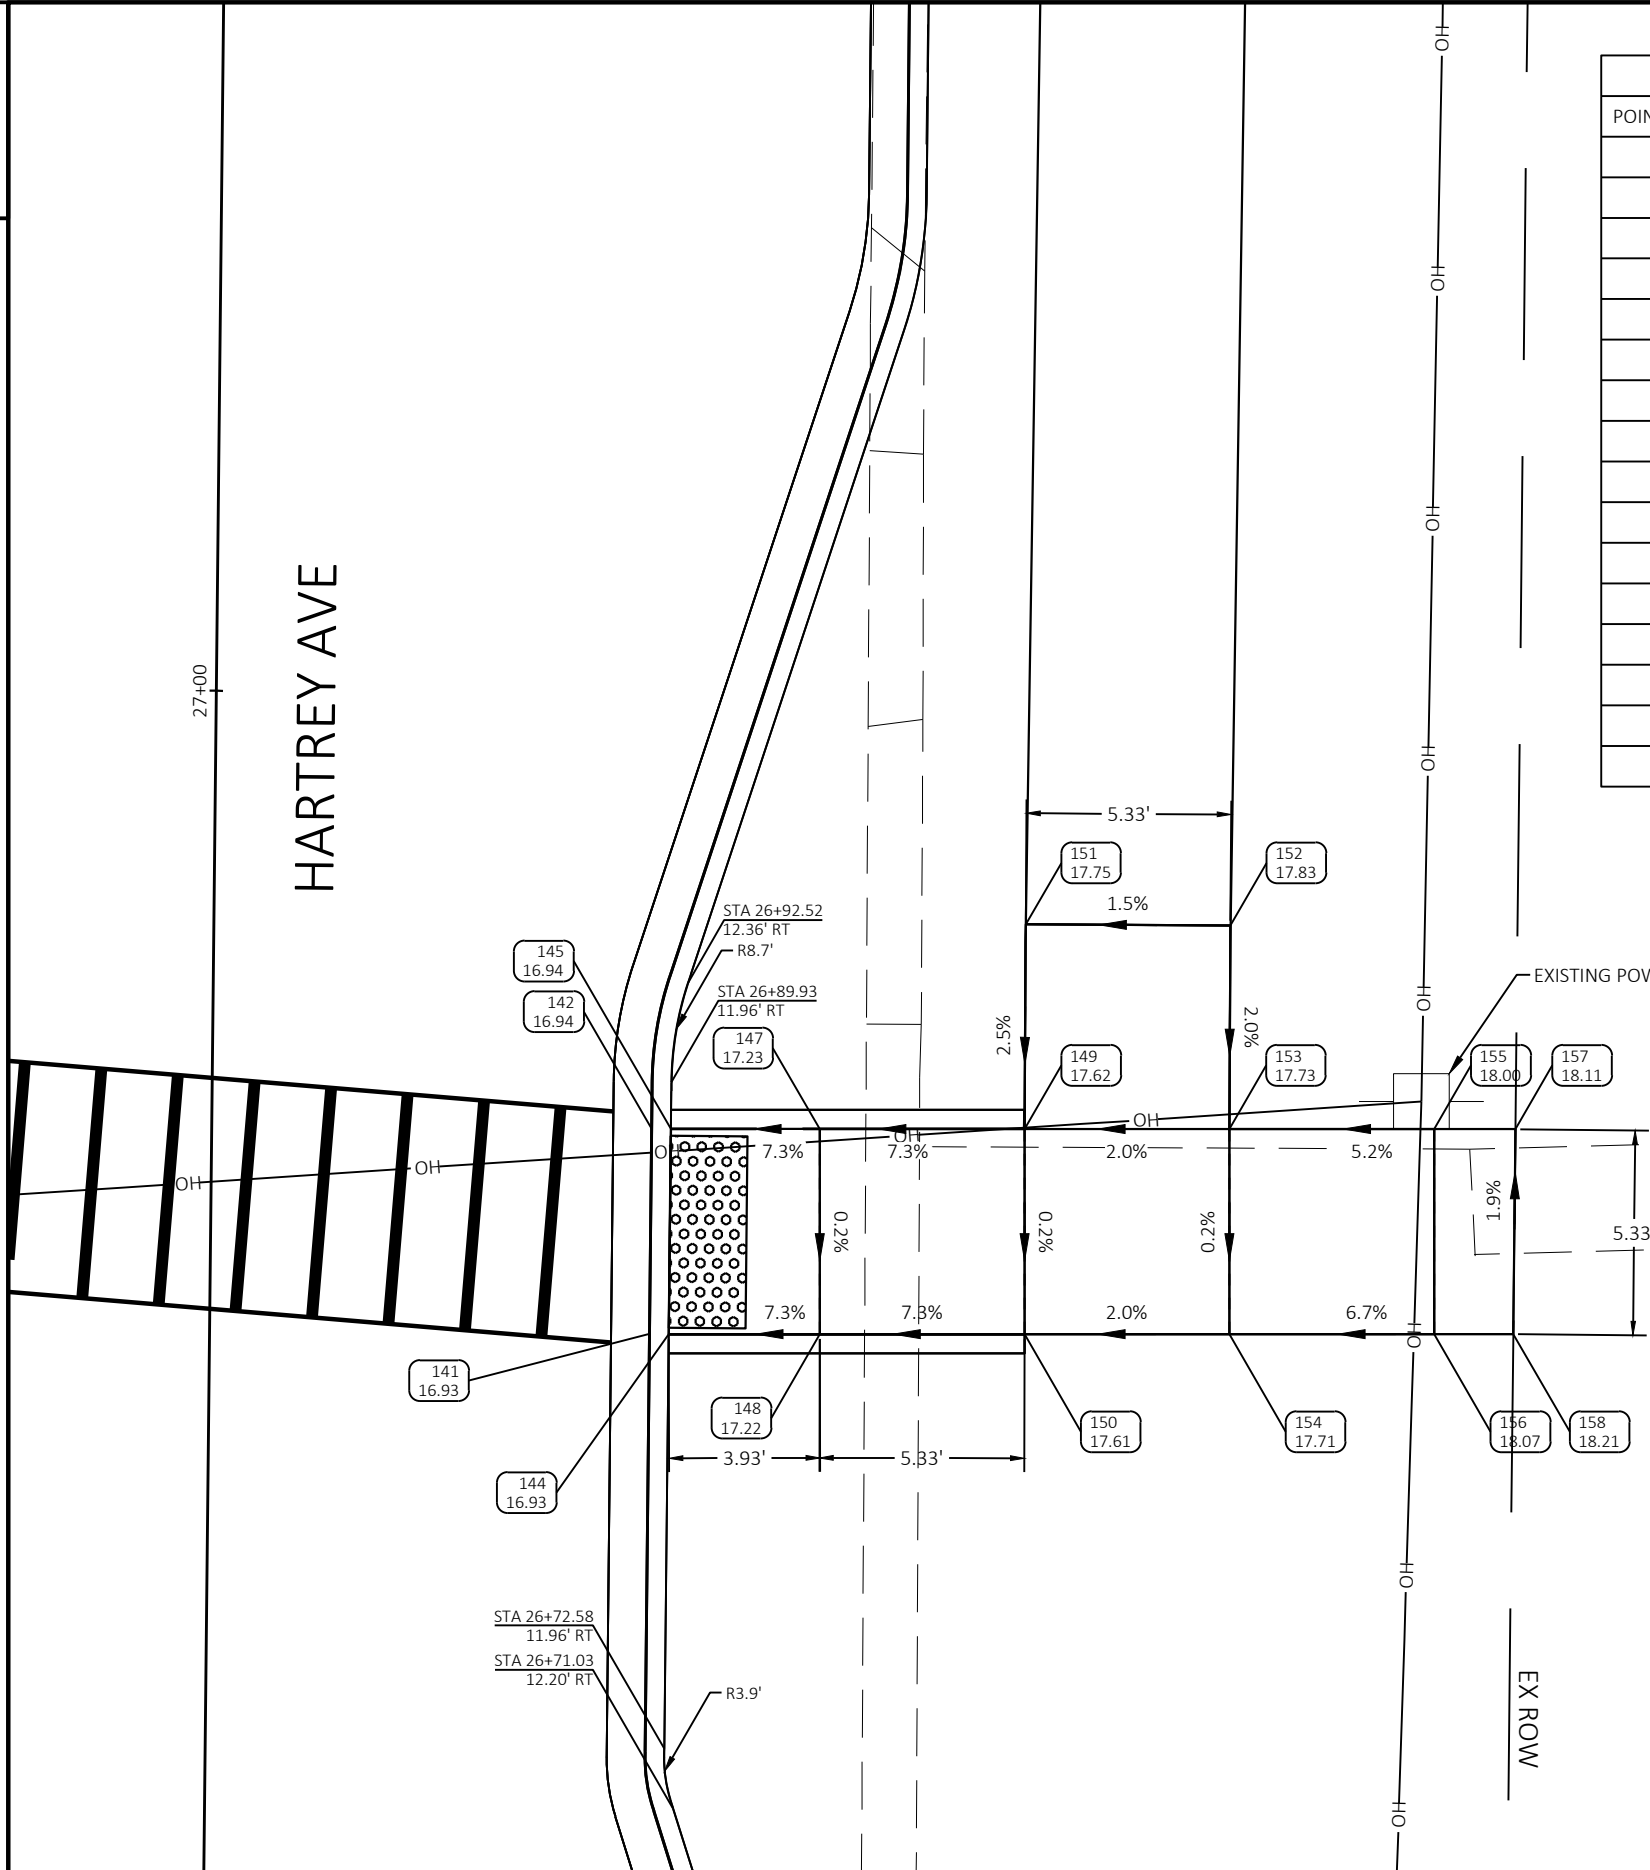 OH
POIN
OH
OH
HARTREY AVE
27+00
OH
5.33'
151
17.75
152
17.83
1.5%
STA 26+92.52
12.36' RT
R8.7'
145
16.94
EXISTING POW
STA 26+89.93
11.96' RT
142
16.94
OH
2.5%
2.0%
147
17.23
149
17.62
153
17.73
155
18.00
157
18.11
OH
OH
OH
OH
OH
7.3%
7.3%
2.0%
5.2%
1.9%
0.2%
0.2%
0.2%
5.33
7.3%
7.3%
2.0%
6.7%
OH
141
16.93
148
17.22
150
17.61
154
17.71
156
18.07
158
18.21
3.93'
5.33'
144
16.93
OH
STA 26+72.58
11.96' RT
STA 26+71.03
12.20' RT
R3.9'
EX ROW
OH